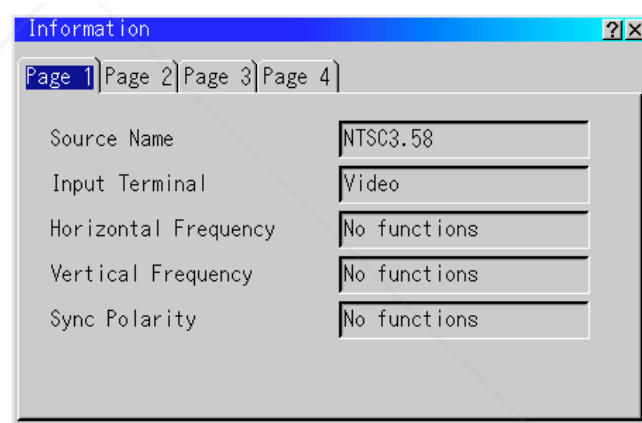 Information ? ×
Page 1 Page 2 Page 3 Page 4
Source Name NTSC3.58
Input Terminal Video
Horizontal Frequency No functions
Vertical Frequency No functions
Sync Polarity No functions